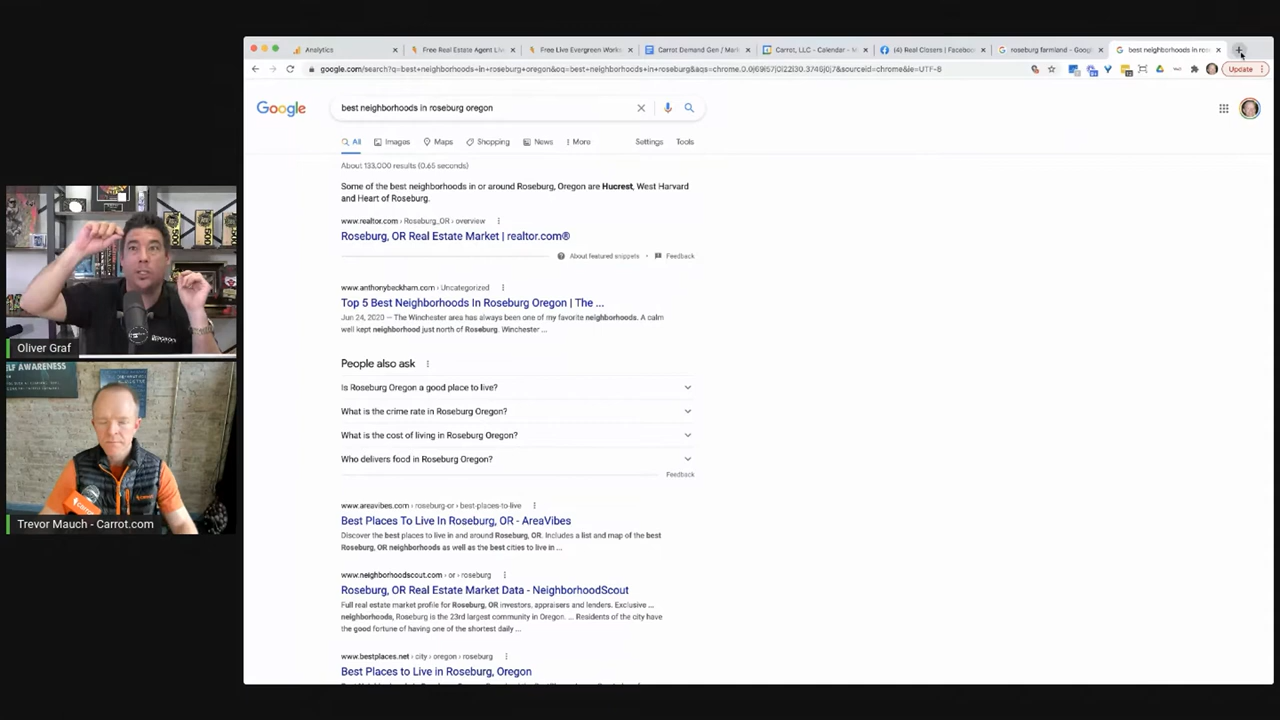 Analytics
Free Real Estate Agent Live
Free Live Evergreen Works
Carrot Demand Gen / Mark
Carrot, LLC - Calendar - M
(4) Real Closers | Facebook
roseburg farmland - Google
best neighborhoods in rose
google.com/search?q=best+neighborhoods+in+roseburg+oregon&oq=best+neighborhoods+in+roseburg&aqs=chrome.0.0j69i57j0i22i30.3746j0j7&sourceid=chrome&ie=UTF-8
Update
Google
best neighborhoods in roseburg oregon
All Images Maps Shopping News More Settings Tools
About 133,000 results (0.65 seconds)
Some of the best neighborhoods in or around Roseburg, Oregon are Hucrest, West Harvard
and Heart of Roseburg.
www.realtor.com › Roseburg_OR › overview
Roseburg, OR Real Estate Market | realtor.com®
About featured snippets • Feedback
www.anthonybeckham.com › Uncategorized
Top 5 Best Neighborhoods In Roseburg Oregon | The ...
Jun 24, 2020 — The Winchester area has always been one of my favorite neighborhoods. A calm
well kept neighborhood just north of Roseburg. Winchester ...
People also ask
Is Roseburg Oregon a good place to live?
What is the crime rate in Roseburg Oregon?
What is the cost of living in Roseburg Oregon?
Who delivers food in Roseburg Oregon?
Feedback
www.areavibes.com › roseburg-or › best-places-to-live
Best Places To Live In Roseburg, OR - AreaVibes
Discover the best places to live in and around Roseburg, OR. Includes a list and map of the best
Roseburg, OR neighborhoods as well as the best cities to live in ...
www.neighborhoodscout.com › or › roseburg
Roseburg, OR Real Estate Market Data - NeighborhoodScout
Full real estate market profile for Roseburg, OR investors, appraisers and lenders. Exclusive ...
neighborhoods, Roseburg is the 23rd largest community in Oregon. ... Residents of the city have
the good fortune of having one of the shortest daily ...
www.bestplaces.net › city › oregon › roseburg
Best Places to Live in Roseburg, Oregon
Oliver Graf
SELF AWARENESS
Trevor Mauch - Carrot.com